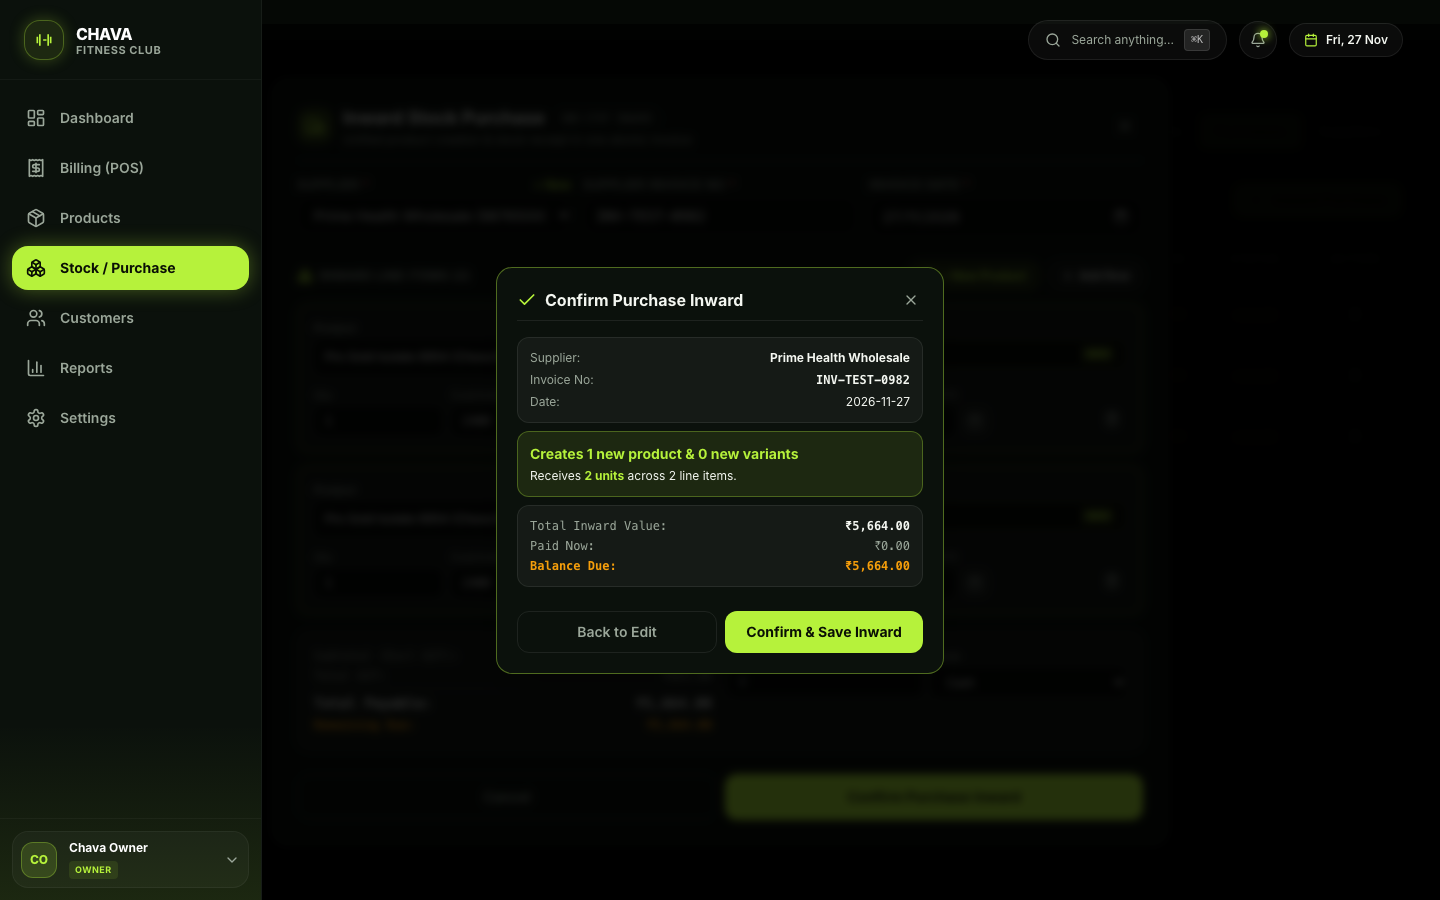 CHAVA
FITNESS CLUB
Search anything...
⌘K
Fri, 27 Nov
Dashboard
Billing (POS)
Products
Stock / Purchase
Customers
Reports
Settings
Inward Stock Purchase
Confirm Purchase Inward
Supplier: Prime Health Wholesale
Invoice No: INV-TEST-0982
Date: 2026-11-27
Creates 1 new product & 0 new variants
Receives 2 units across 2 line items.
Total Inward Value: ₹5,664.00
Paid Now: ₹0.00
Balance Due: ₹5,664.00
Back to Edit
Confirm & Save Inward
CO
Chava Owner
OWNER